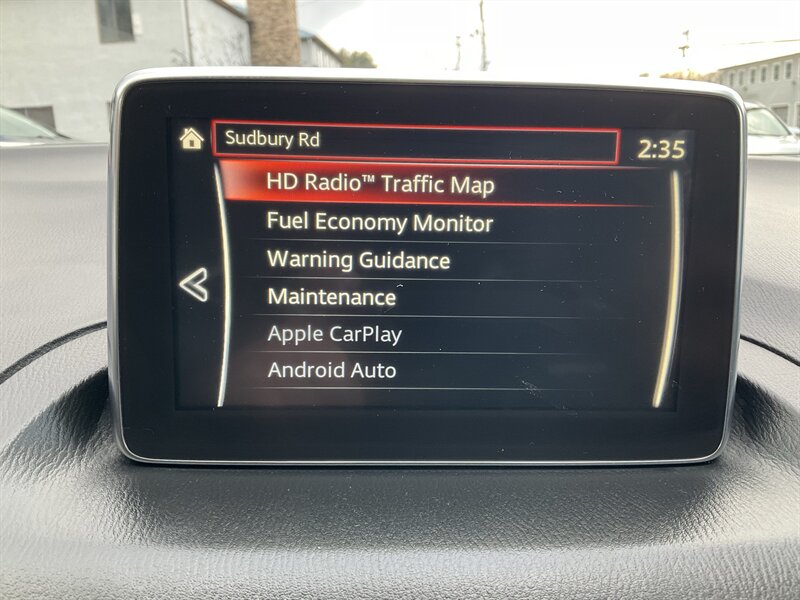 Sudbury Rd
2:35
HD Radio™ Traffic Map
Fuel Economy Monitor
Warning Guidance
Maintenance
Apple CarPlay
Android Auto